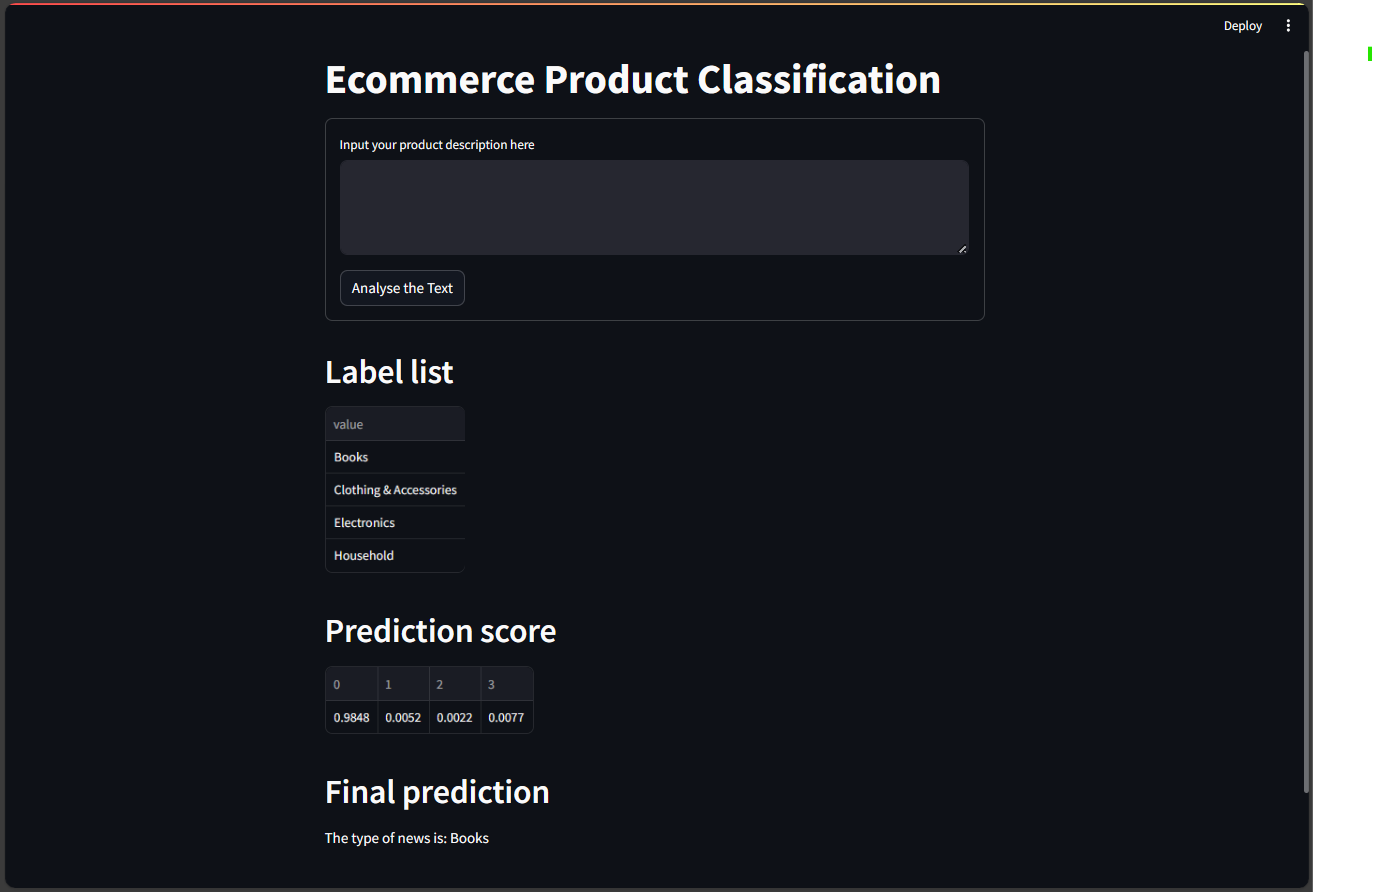 Deploy
Ecommerce Product Classification
Input your product description here
Analyse the Text
Label list
value
Books
Clothing & Accessories
Electronics
Household
Prediction score
0 1 2 3
0.9848 0.0052 0.0022 0.0077
Final prediction
The type of news is: Books